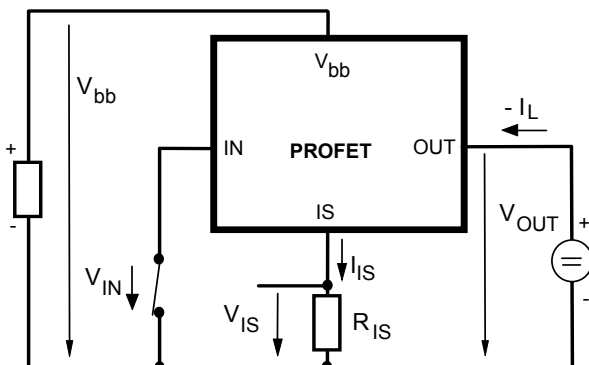 V_bb
V_bb
- I_L
IN
PROFET
OUT
+
IS
V_OUT
+
-
V_IN
I_IS
V_IS
R_IS
-